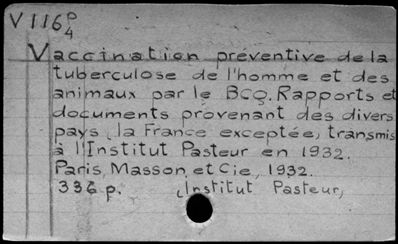 V 116 P/4
Vaccination préventive de la
tuberculose de l'homme et des
animaux par le BCG. Rapports et
documents provenant des divers
pays, la France exceptée, transmis
à l'Institut Pasteur en 1932.
Paris, Masson et Cie, 1932.
336 p. (Institut Pasteur,